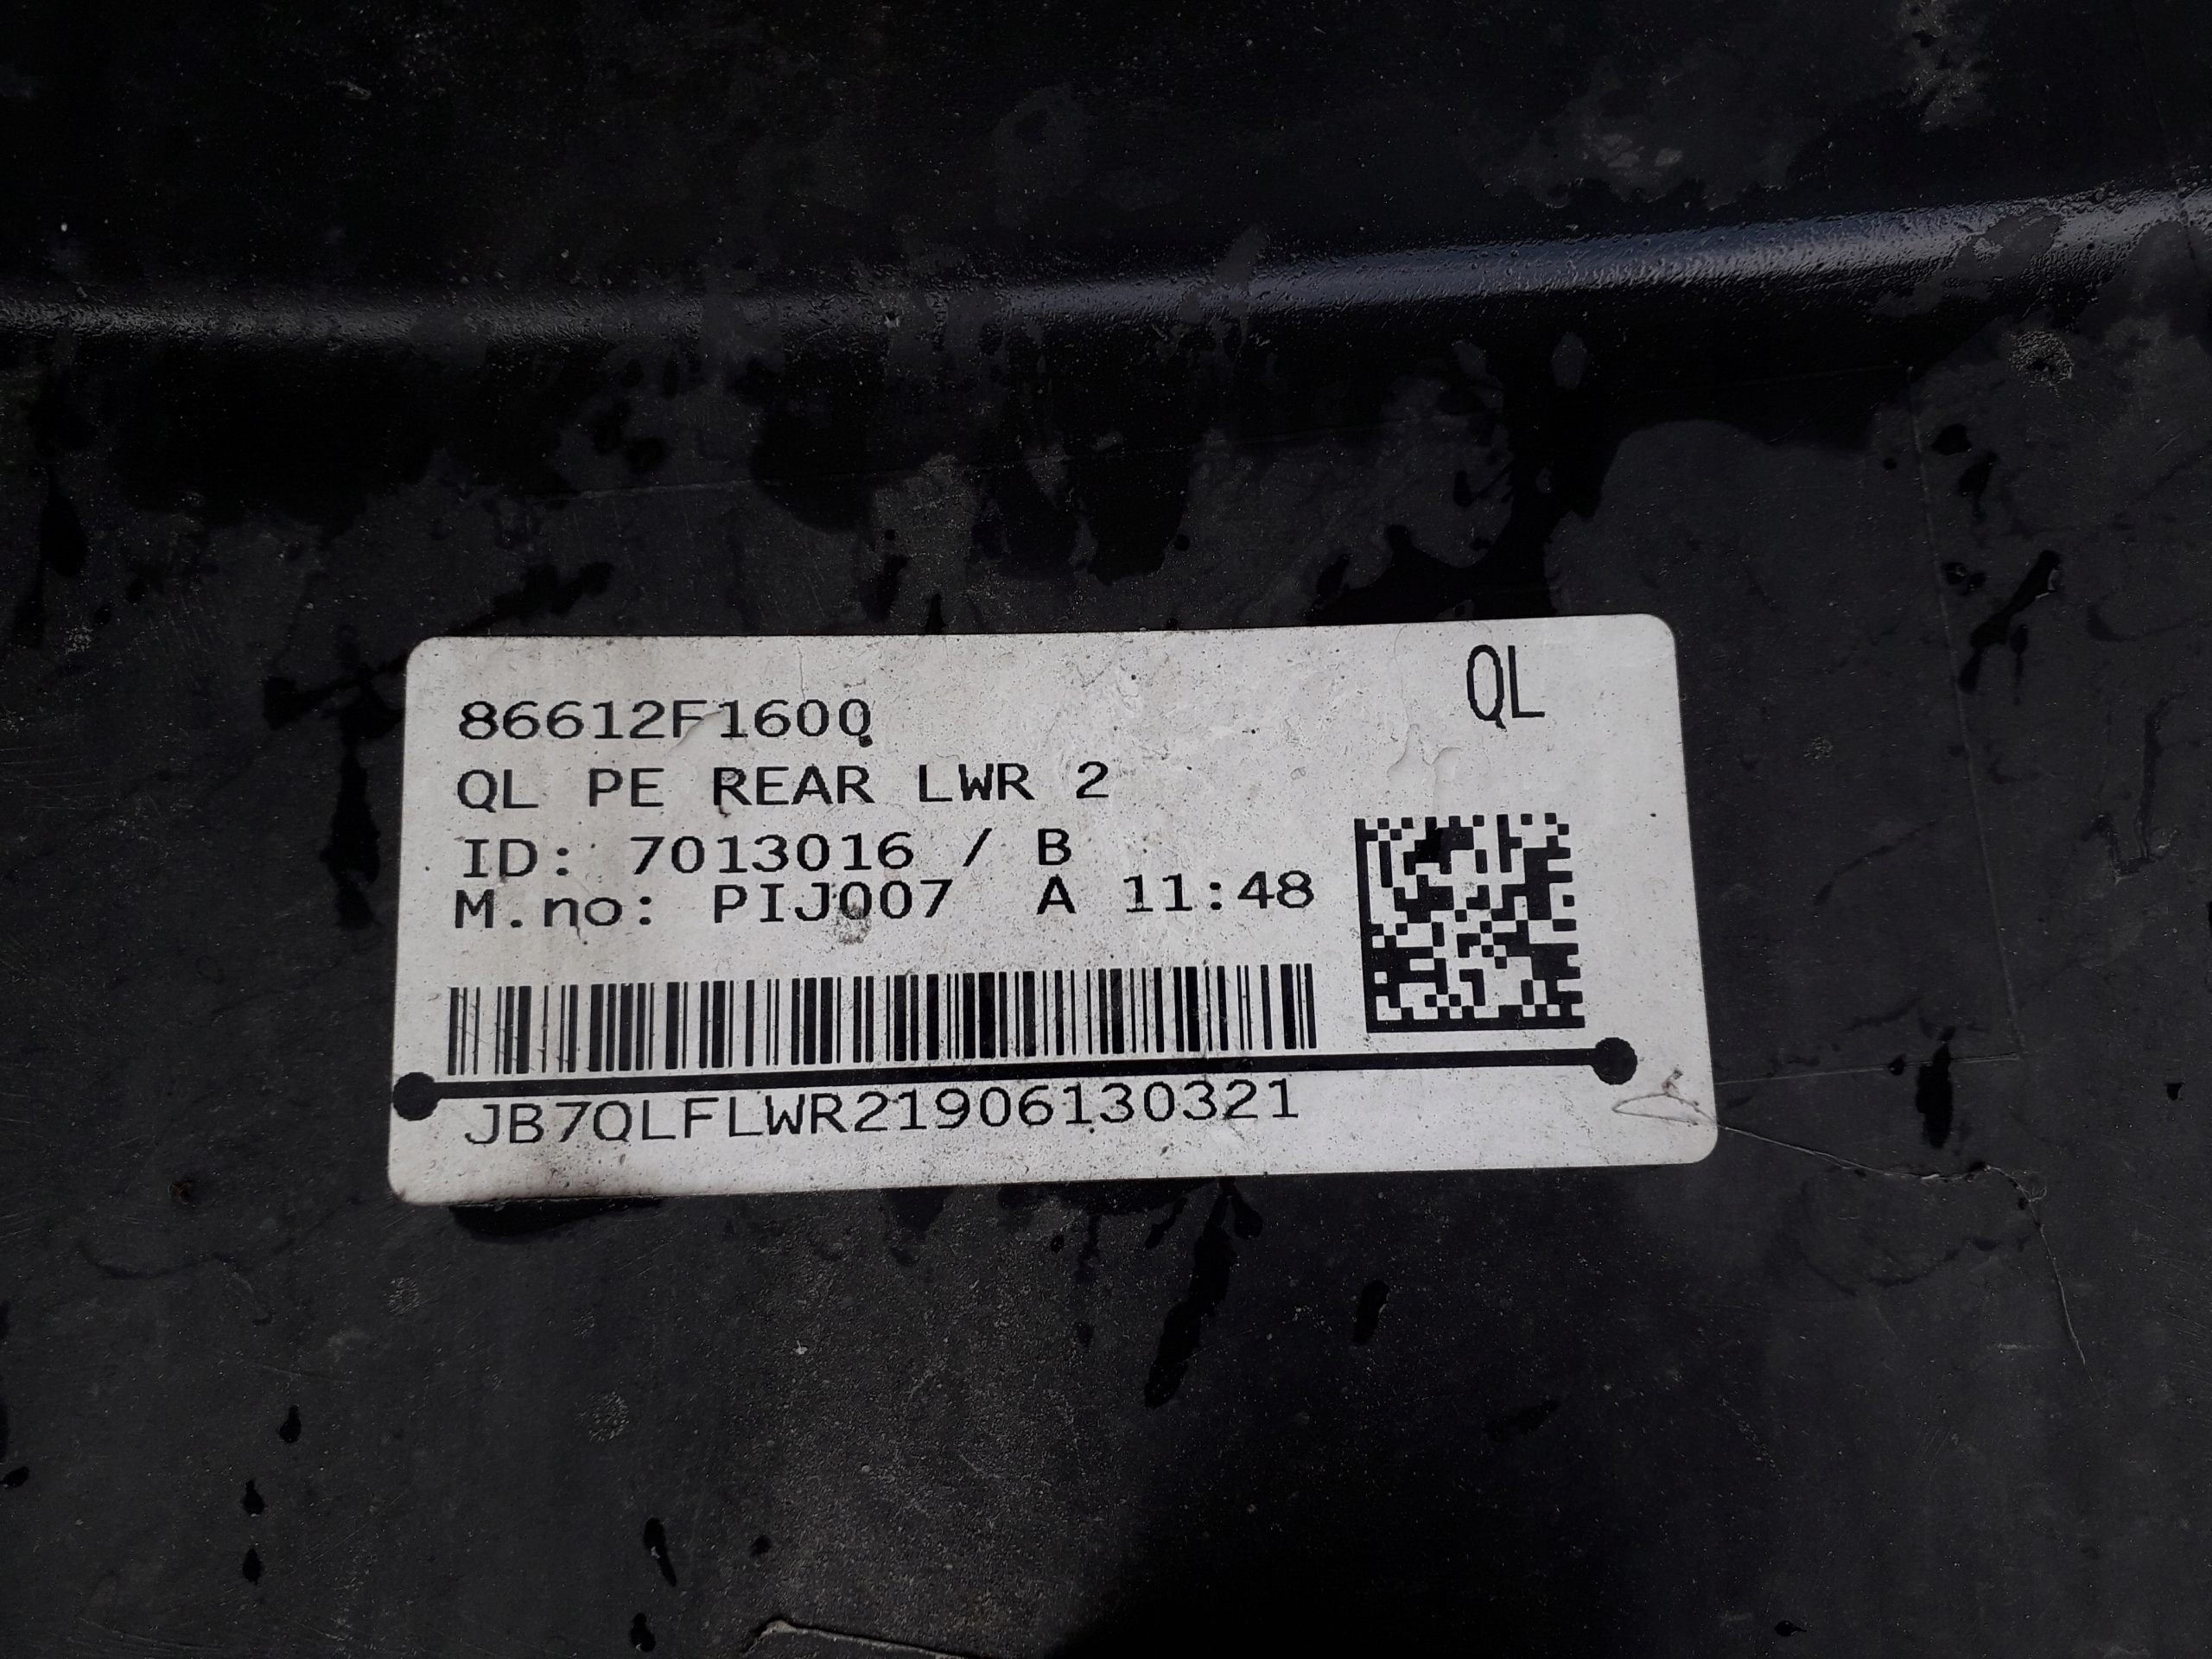 QL
86612F1600
QL PE REAR LWR 2
ID: 7013016 / B
M.no: PIJ007 A 11:48
JB7QLFLWR21906130321